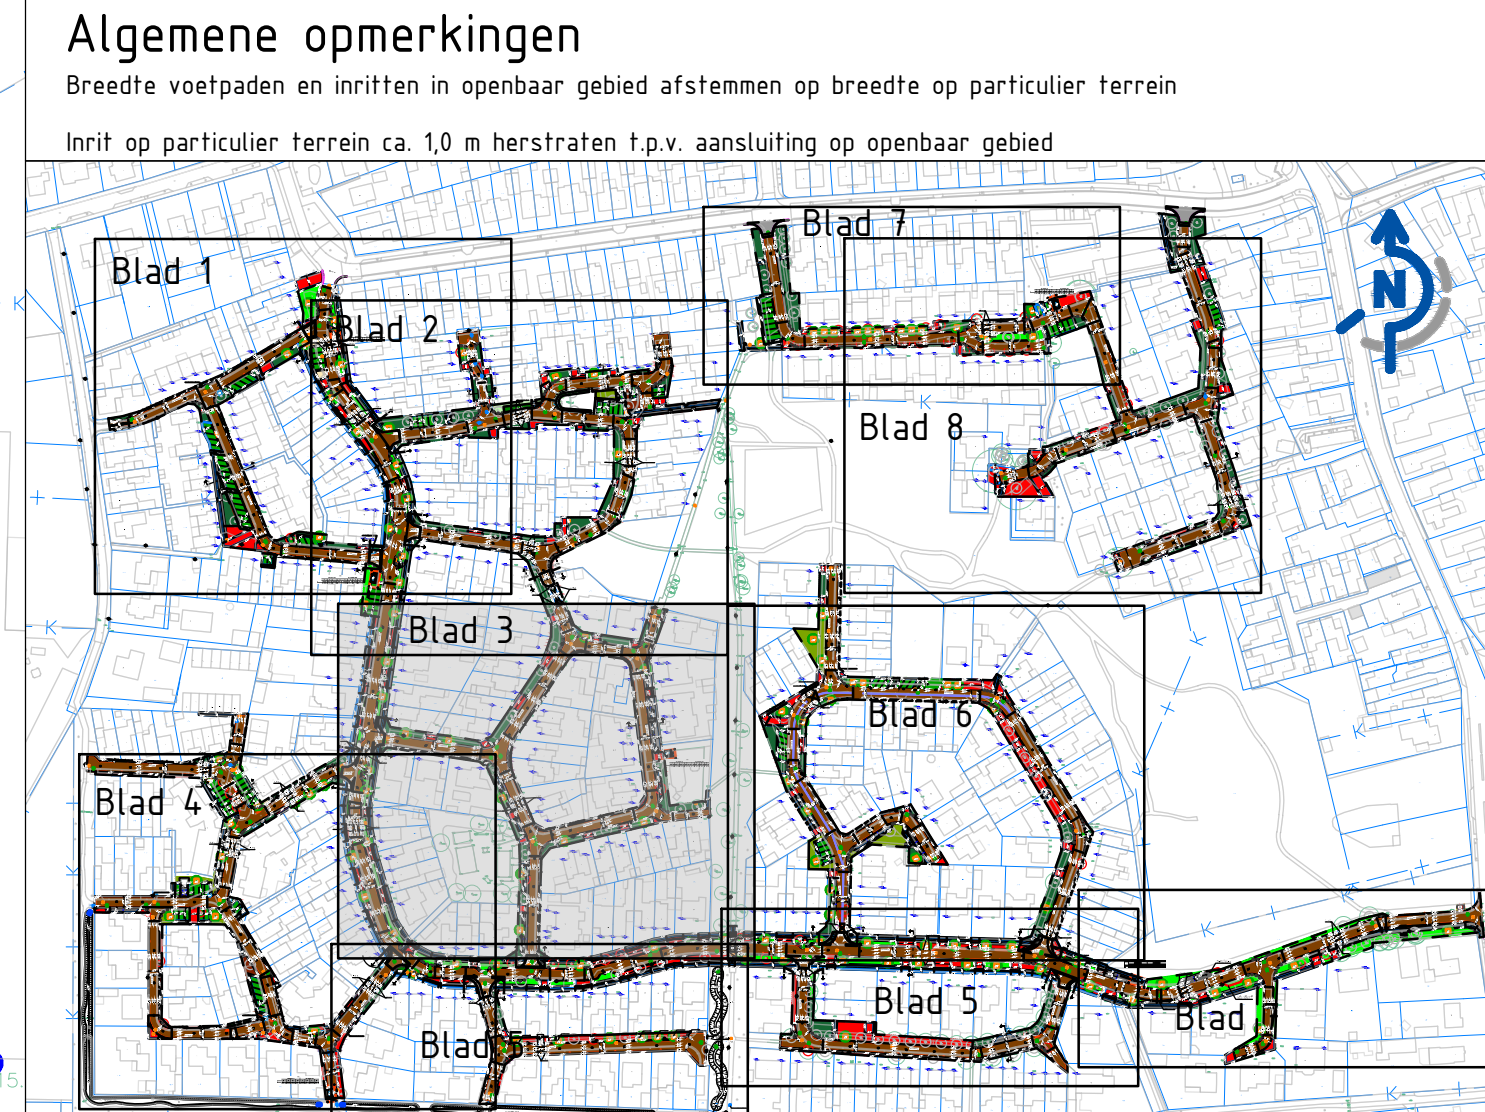 Algemene opmerkingen
Breedte voetpaden en inritten in openbaar gebied afstemmen op breedte op particulier terrein
Inrit op particulier terrein ca. 1,0 m herstraten t.p.v. aansluiting op openbaar gebied
Blad 7
Blad 1
N
Blad 2
Blad 8
Blad 3
Blad 6
Blad 4
Blad 5
Blad
Blad 5
15.